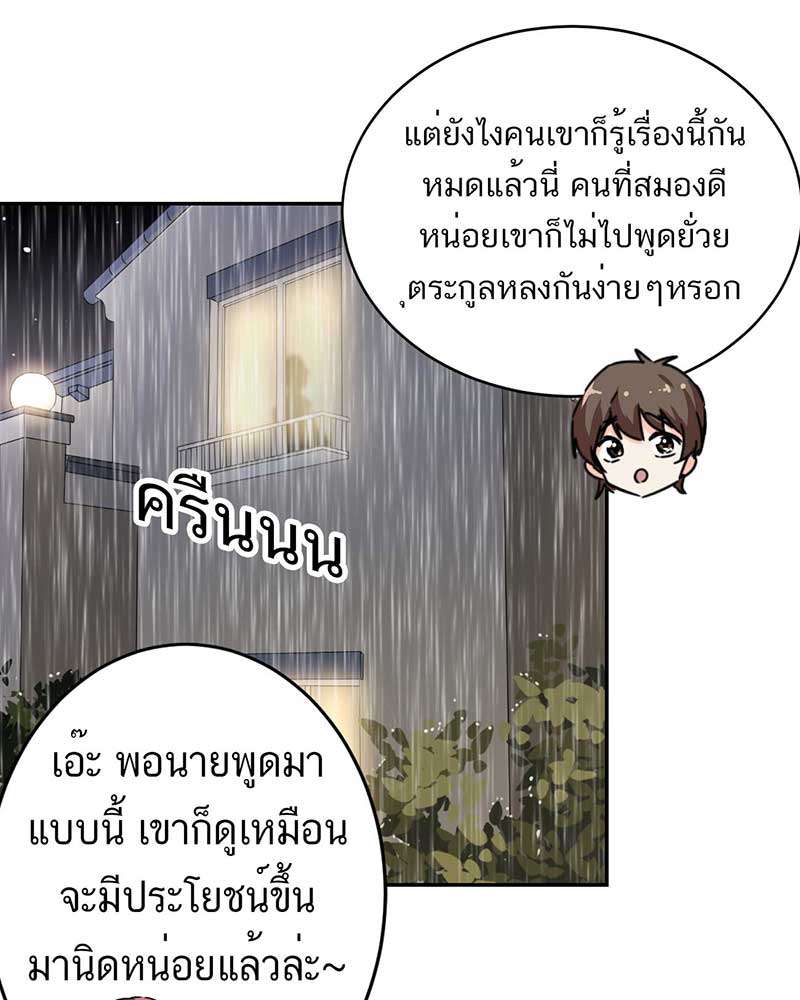 แต่ยังไงคนเขาก็รู้เรื่องนี้กัน
หมดแล้วนี่ คนที่สมองดี
หน่อยเขาก็ไม่ไปพูดยั่วย
ุตระกูลหลงกันง่ายๆหรอก
ครืนนน
เอ๊ะ พอนายพูดมา
แบบนี้ เขาก็ดูเหมือน
จะมีประโยชน์ขึ้น
มานิดหน่อยแล้วล่ะ~